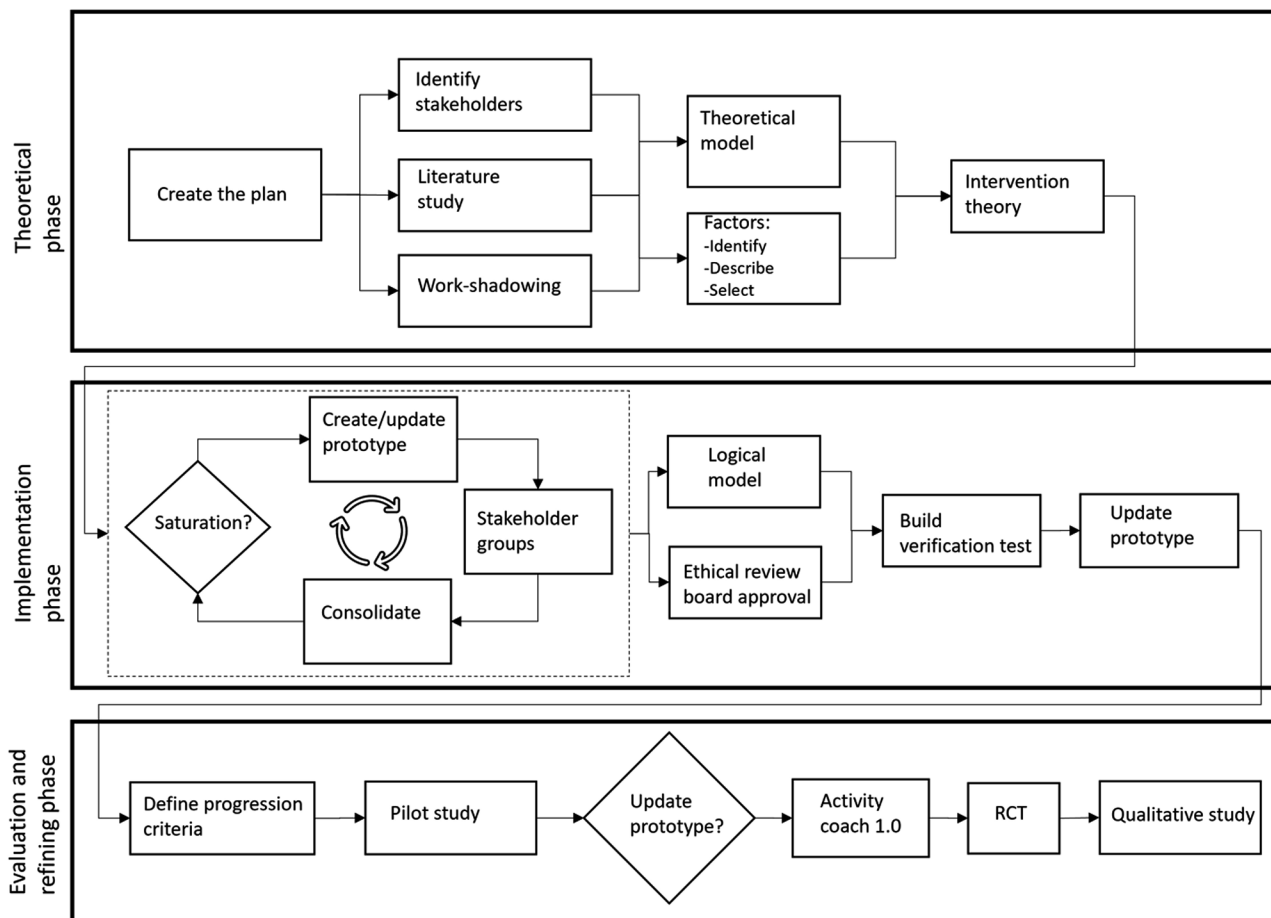 Theoretical
phase
Create the plan
Identify
stakeholders
Literature
study
Work-shadowing
Theoretical
model
Factors:
-Identify
-Describe
-Select
Intervention
theory
Implementation
phase
Saturation?
Create/update
prototype
Stakeholder
groups
Consolidate
Logical
model
Ethical review
board approval
Build
verification test
Update
prototype
Evaluation and
refining phase
Define progression
criteria
Pilot study
Update
prototype?
Activity
coach 1.0
RCT
Qualitative study